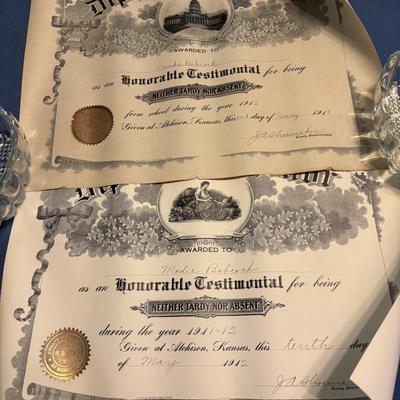 AWARDED TO
Madie Babcock
as an Honorable Testimonial for being
NEITHER TARDY NOR ABSENT
from school during the year 1912
Given at Atchison, Kansas, this day of 191
AWARDED TO
Madie Babcock
as an Honorable Testimonial for being
NEITHER TARDY NOR ABSENT
during the year 1911-12
Given at Atchison, Kansas, this tenth day
of May 1912